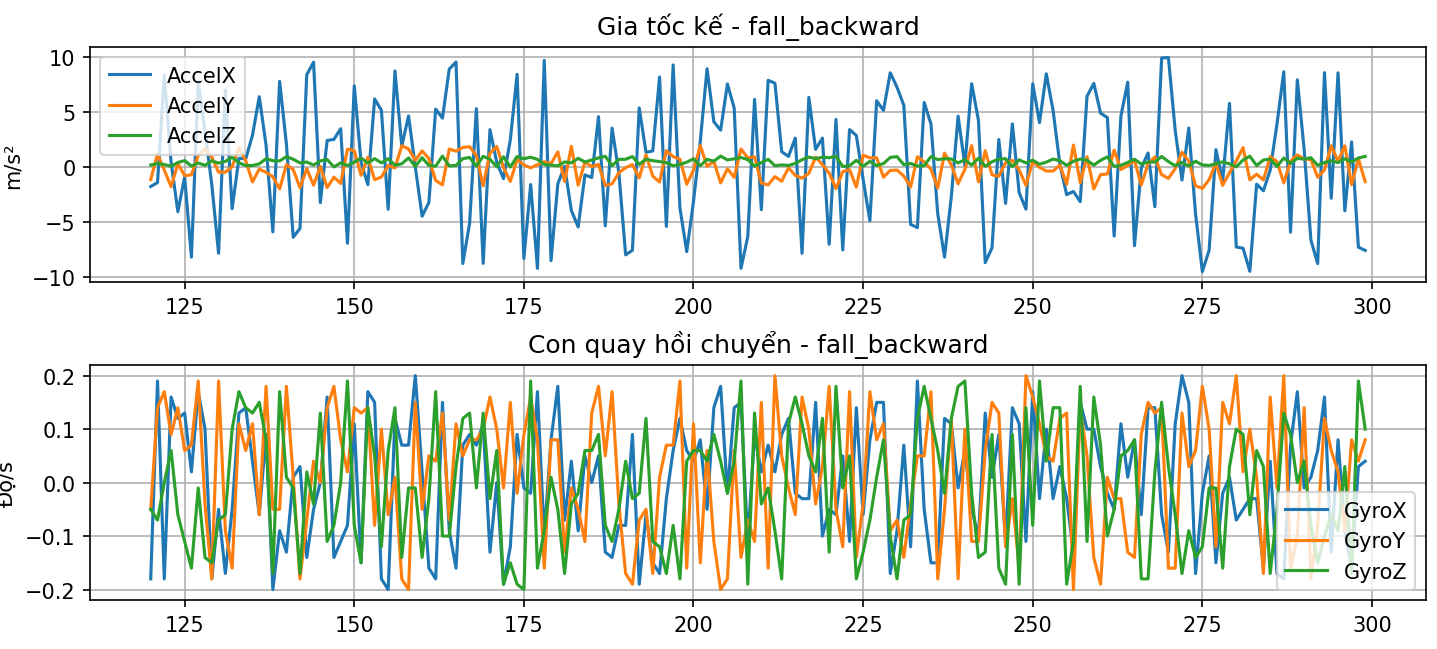 Gia tốc kế - fall_backward
m/s²
10
5
0
−5
−10
AccelX
AccelY
AccelZ
125 150 175 200 225 250 275 300
Con quay hồi chuyển - fall_backward
Độ/s
0.2
0.1
0.0
−0.1
−0.2
GyroX
GyroY
GyroZ
125 150 175 200 225 250 275 300